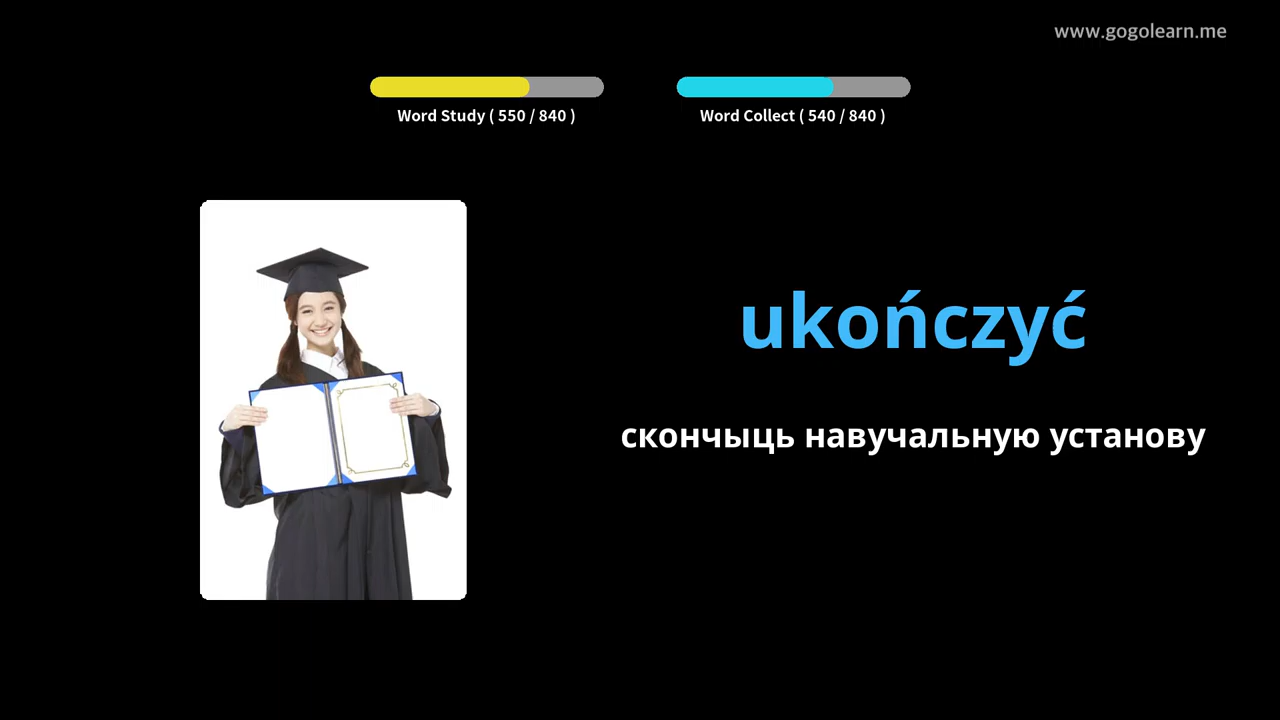 www.gogolearn.me
Word Study ( 550 / 840 )
Word Collect ( 540 / 840 )
ukończyć
скончыць навучальную установу